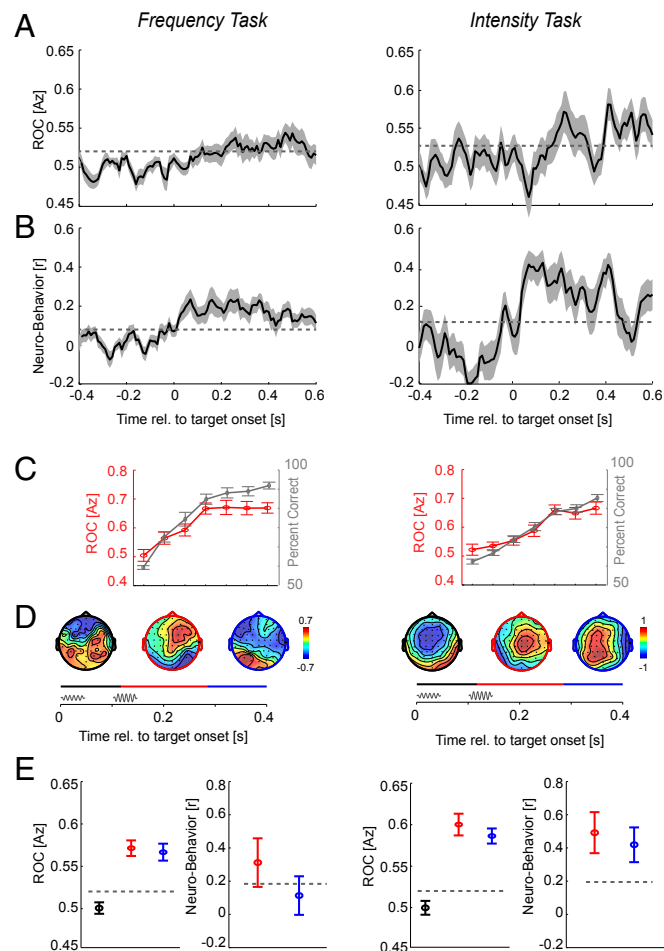 Frequency Task
Intensity Task
A
ROC [Az]
0.65
0.6
0.55
0.5
0.45
0.65
0.6
0.55
0.5
0.45
B
Neuro-Behavior [r]
0.6
0.4
0.2
0
-0.2
0.6
0.4
0.2
0
-0.2
-0.4 -0.2 0 0.2 0.4 0.6
-0.4 -0.2 0 0.2 0.4 0.6
Time rel. to target onset [s]
Time rel. to target onset [s]
C
ROC [Az]
0.8
0.7
0.6
0.5
0.4
100
Percent Correct
50
ROC [Az]
0.8
0.7
0.6
0.5
0.4
100
Percent Correct
50
D
0.7
-0.7
1
-1
0 0.2 0.4
0 0.2 0.4
Time rel. to target onset [s]
Time rel. to target onset [s]
E
ROC [Az]
0.65
0.6
0.55
0.5
0.45
Neuro-Behavior [r]
0.8
0.6
0.4
0.2
0
-0.2
ROC [Az]
0.65
0.6
0.55
0.5
0.45
Neuro-Behavior [r]
0.8
0.6
0.4
0.2
0
-0.2